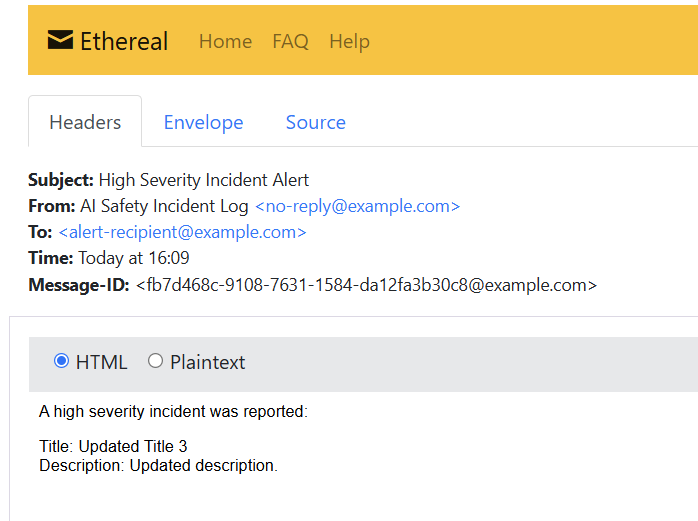 Ethereal Home FAQ Help
Headers Envelope Source
Subject: High Severity Incident Alert
From: AI Safety Incident Log <no-reply@example.com>
To: <alert-recipient@example.com>
Time: Today at 16:09
Message-ID: <fb7d468c-9108-7631-1584-da12fa3b30c8@example.com>
HTML Plaintext
A high severity incident was reported:
Title: Updated Title 3
Description: Updated description.